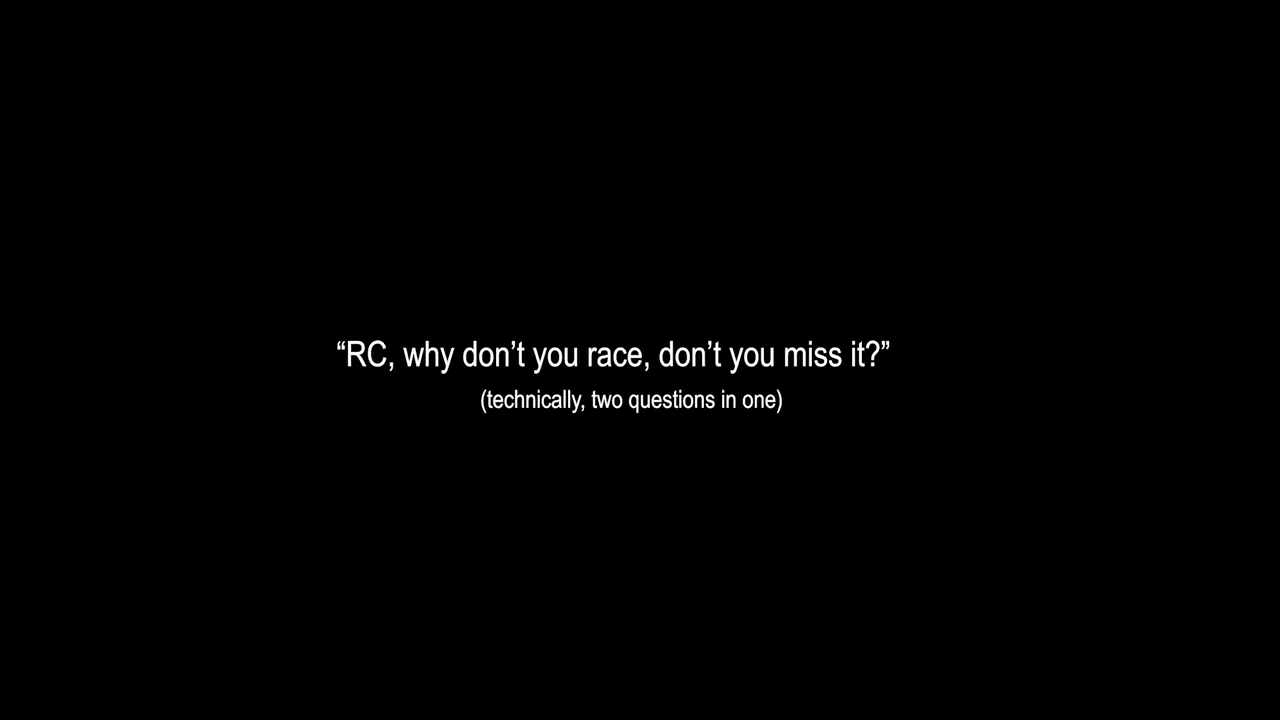 “RC, why don’t you race, don’t you miss it?”
(technically, two questions in one)